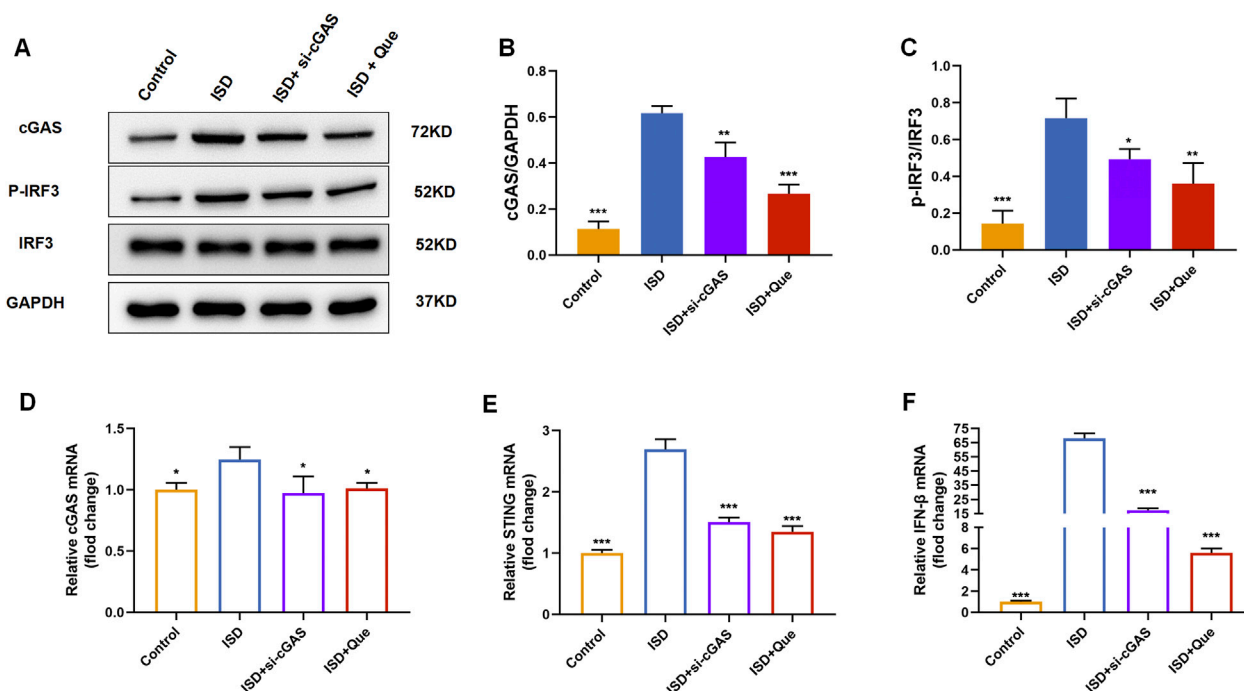 A
Control
ISD
ISD+ si-cGAS
ISD + Que
cGAS
72KD
P-IRF3
52KD
IRF3
52KD
GAPDH
37KD
B
cGAS/GAPDH
0.8
0.6
0.4
0.2
0.0
***
**
***
Control
ISD
ISD+si-cGAS
ISD+Que
C
p-IRF3/IRF3
1.0
0.8
0.6
0.4
0.2
0.0
***
*
**
Control
ISD
ISD+si-cGAS
ISD+Que
D
Relative cGAS mRNA
(flod change)
1.5
1.0
0.5
0.0
*
*
*
Control
ISD
ISD+si-cGAS
ISD+Que
E
Relative STING mRNA
(flod change)
3
2
1
0
***
***
***
Control
ISD
ISD+si-cGAS
ISD+Que
F
Relative IFN-β mRNA
(flod change)
75
65
55
45
35
25
15
8
6
4
2
0
***
***
***
Control
ISD
ISD+si-cGAS
ISD+Que